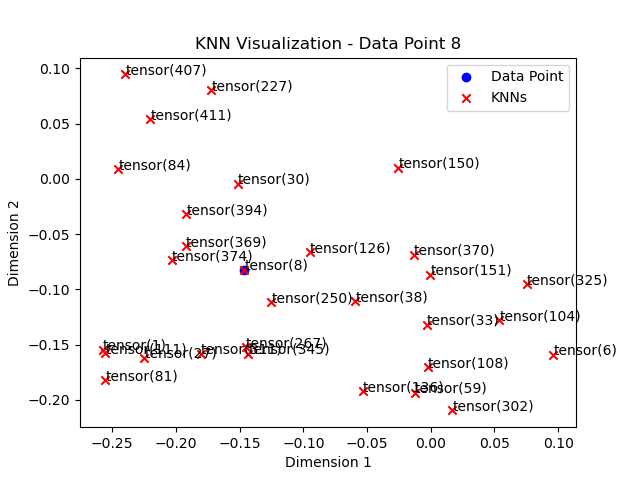 KNN Visualization - Data Point 8
Data Point
KNNs
tensor(407)
tensor(227)
tensor(411)
tensor(150)
tensor(84)
tensor(30)
tensor(394)
tensor(369)
tensor(374)
tensor(126)
tensor(370)
tensor(8)
tensor(151)
tensor(325)
tensor(250)
tensor(38)
tensor(33)
tensor(104)
tensor(1)
tensor(267)
tensor(345)
tensor(6)
tensor(108)
tensor(81)
tensor(136)
tensor(59)
tensor(302)
0.10
0.05
0.00
−0.05
−0.10
−0.15
−0.20
Dimension 2
−0.25
−0.20
−0.15
−0.10
−0.05
0.00
0.05
0.10
Dimension 1